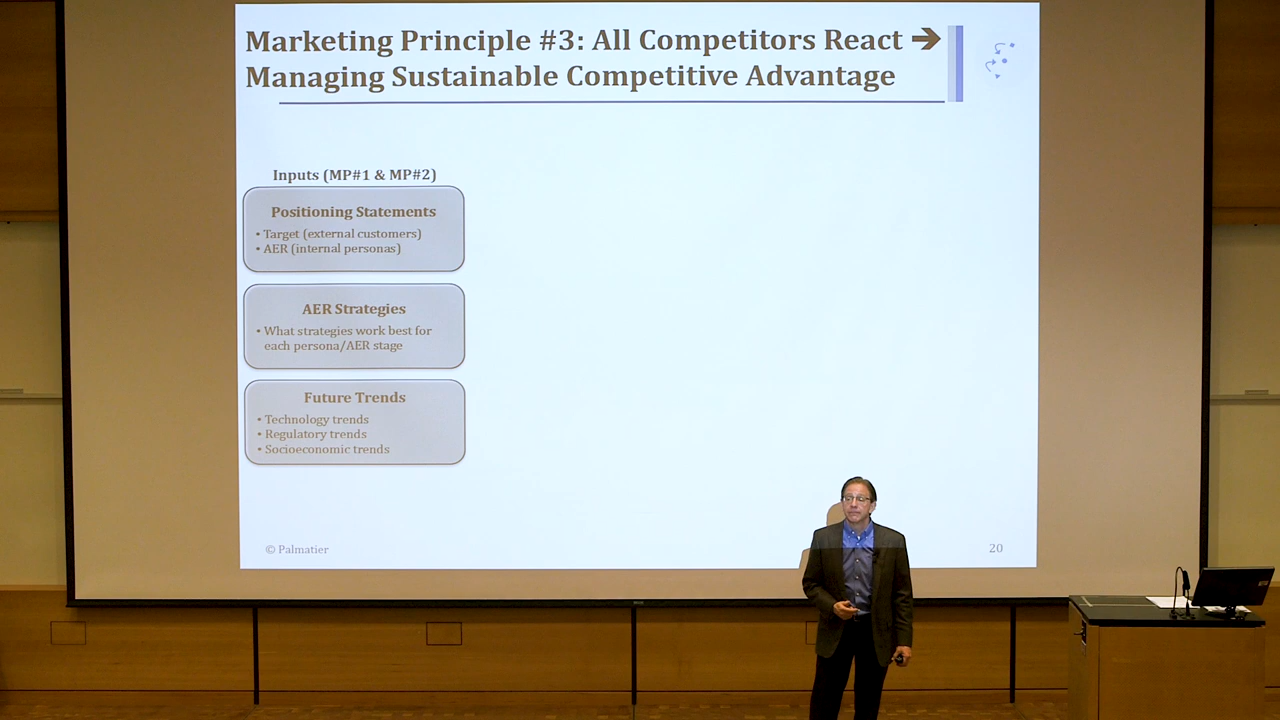 Marketing Principle #3: All Competitors React ➔
Managing Sustainable Competitive Advantage
Inputs (MP#1 & MP#2)
Positioning Statements
• Target (external customers)
• AER (internal personas)
AER Strategies
• What strategies work best for
each persona/AER stage
Future Trends
• Technology trends
• Regulatory trends
• Socioeconomic trends
© Palmatier
20